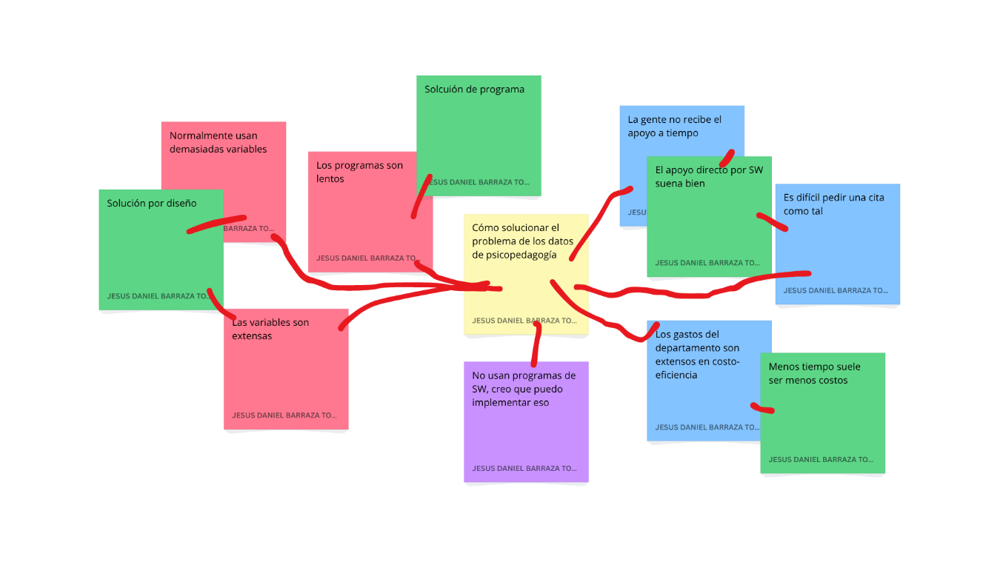 Solcuión de programa
JESUS DANIEL BARRAZA TO...
Normalmente usan
demasiadas variables
BARRAZA TO...
Los programas son
lentos
JESUS DANIEL BARRAZA TO...
La gente no recibe el
apoyo a tiempo
JESU
El apoyo directo por SW
suena bien
JESUS DANIEL BARRAZA TO...
Es difícil pedir una cita
como tal
JESUS DANIEL BARRAZA TO...
Solución por diseño
JESUS DANIEL BARRAZA TO...
Cómo solucionar el
problema de los datos
de psicopedagogía
JESUS DANIEL BARRAZA TO...
Las variables son
extensas
JESUS DANIEL BARRAZA TO...
No usan programas de
SW, creo que puedo
implementar eso
JESUS DANIEL BARRAZA TO...
Los gastos del
departamento son
extensos en costo-
eficiencia
JESUS DANIEL BARRAZA TO...
Menos tiempo suele
ser menos costos
JESUS DANIEL BARRAZA TO...